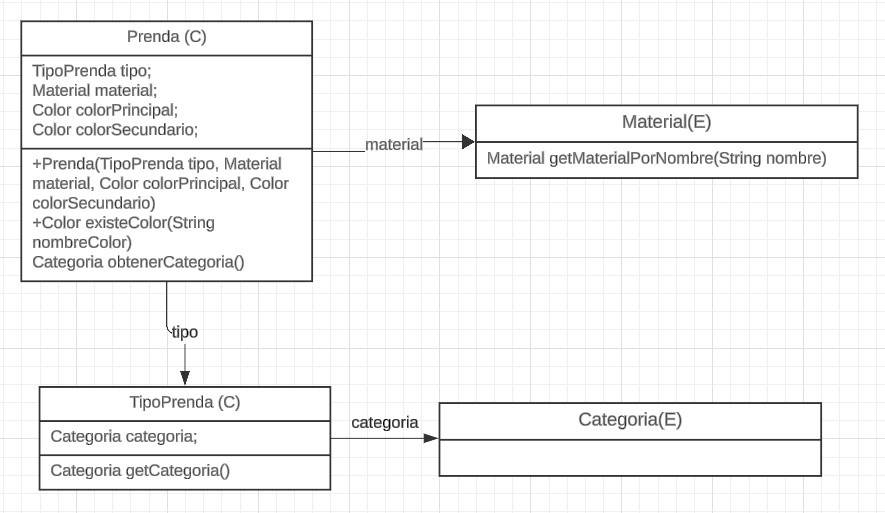 Prenda (C)
TipoPrenda tipo;
Material material;
Color colorPrincipal;
Color colorSecundario;
+Prenda(TipoPrenda tipo, Material
material, Color colorPrincipal, Color
colorSecundario)
+Color existeColor(String
nombreColor)
Categoria obtenerCategoria()
material
Material(E)
Material getMaterialPorNombre(String nombre)
tipo
TipoPrenda (C)
Categoria categoria;
Categoria getCategoria()
categoria
Categoria(E)